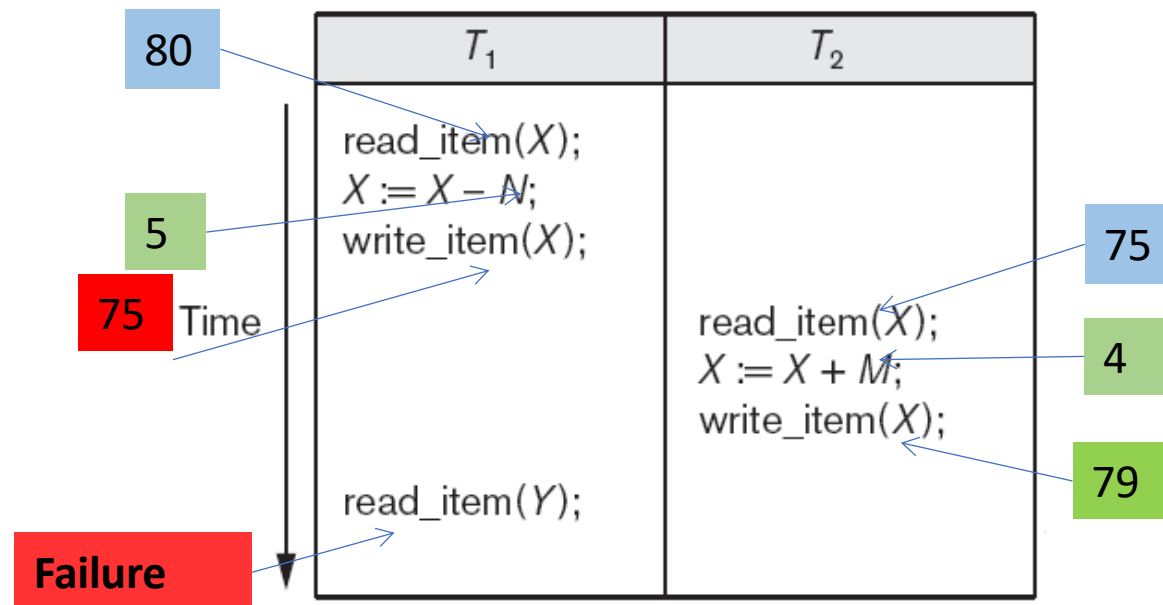 T1 T2
80
read_item(X);
X := X – N;
5
write_item(X);
75
75 Time
read_item(X);
X := X + M;
4
write_item(X);
79
read_item(Y);
Failure